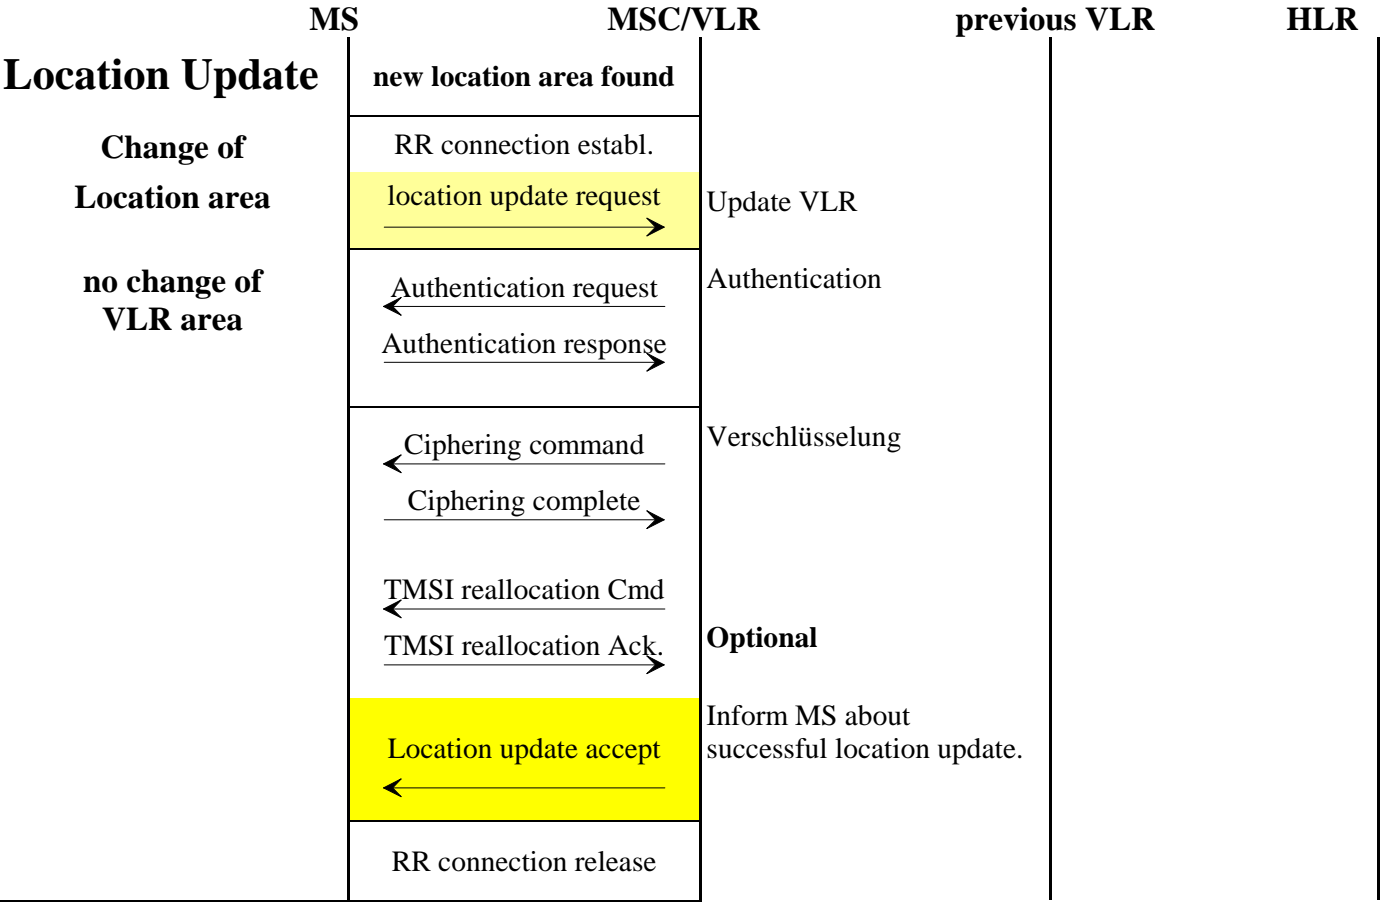 MS MSC/VLR previous VLR HLR
Location Update
new location area found
Change of
Location area
RR connection establ.
location update request
Update VLR
no change of
VLR area
Authentication request
Authentication
Authentication response
Ciphering command
Verschlüsselung
Ciphering complete
TMSI reallocation Cmd
TMSI reallocation Ack.
Optional
Location update accept
Inform MS about
successful location update.
RR connection release